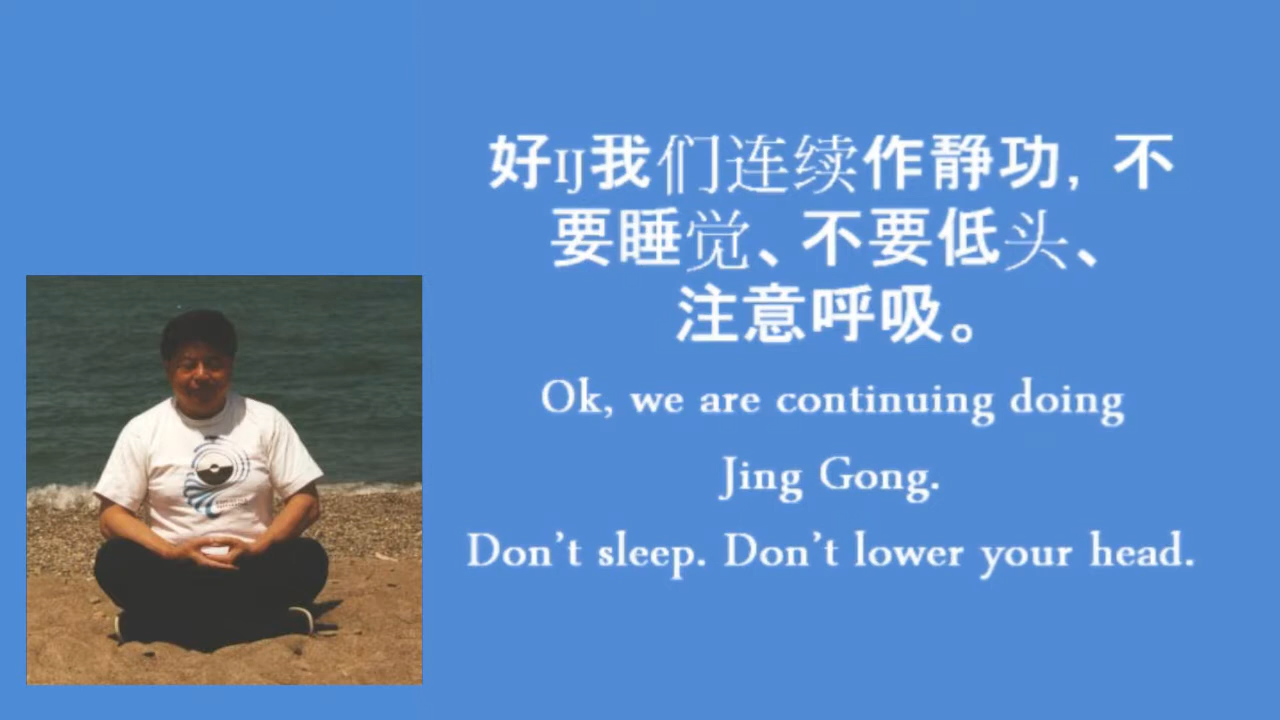 好IJ我们连续作静功，不
要睡觉、不要低头、
注意呼吸。
Ok, we are continuing doing
Jing Gong.
Don't sleep. Don't lower your head.